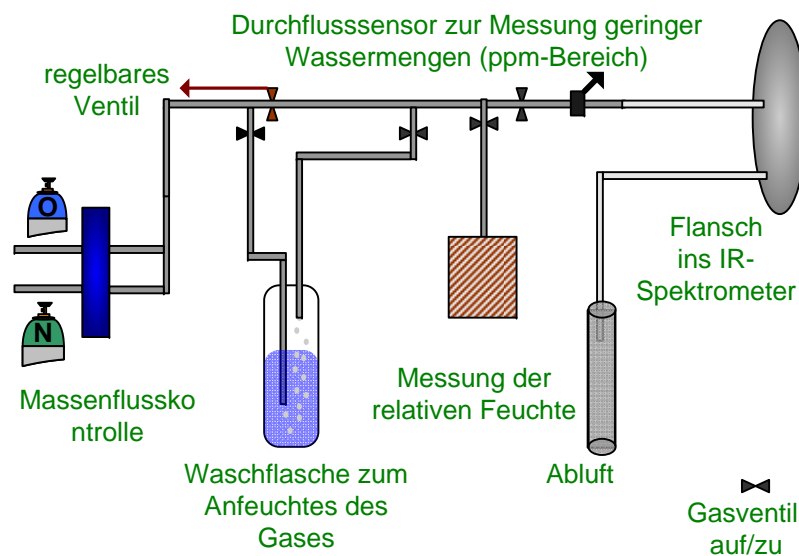 Durchflusssensor zur Messung geringer
Wassermengen (ppm-Bereich)
regelbares
Ventil
O
N
Massenflussko
ntrolle
Waschflasche zum
Anfeuchtes des
Gases
Messung der
relativen Feuchte
Abluft
Flansch
ins IR-
Spektrometer
Gasventil
auf/zu